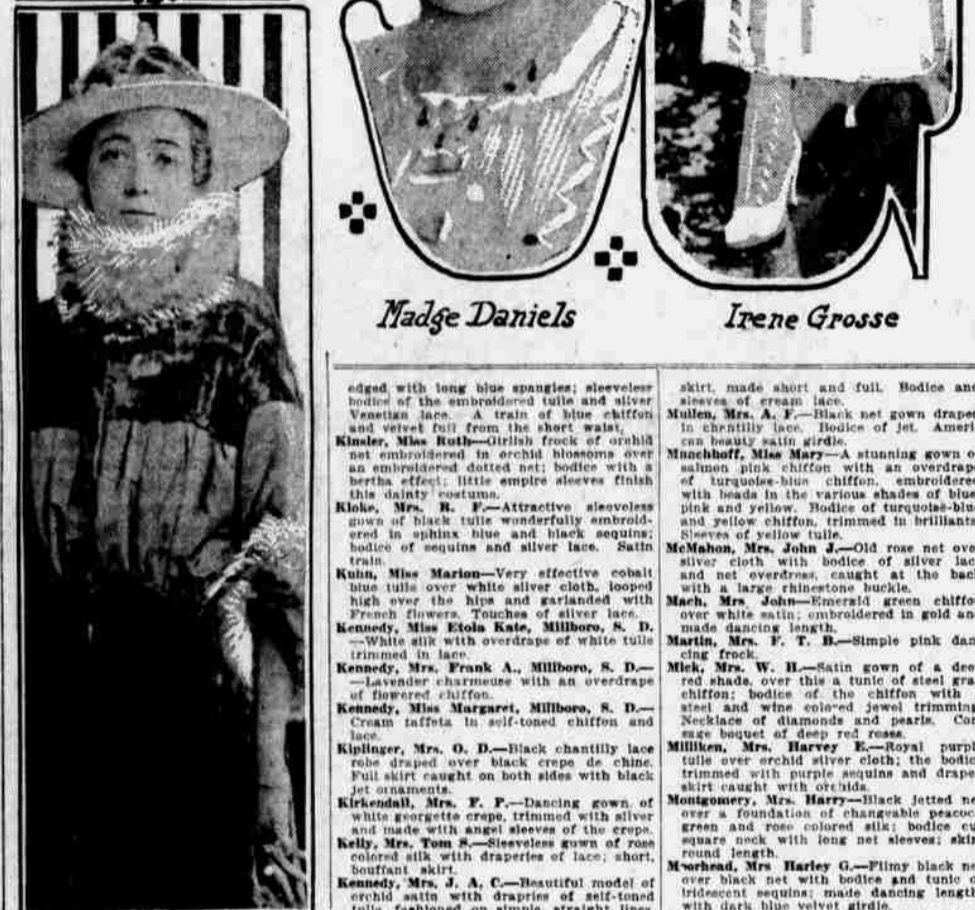 Madge Daniels
Irene Grosse
edged with long blue spangles; sleeveless
bodice of the embroidered tulle and silver
Venetian lace. A train of blue chiffon
and velvet full from the short waist.
Kinsler, Miss Ruth—Girlish frock of orchid
net embroidered in orchid blossoms over
an embroidered dotted net; bodice with a
bertha effect; little empire sleeves finish
this dainty costume.
Kloke, Mrs. R. F.—Attractive sleeveless
gown of black tulle wonderfully embroid-
ered in sphinx blue and black sequins;
bodice of sequins and silver lace. Satin
train.
Kuhn, Miss Marion—Very effective cobalt
blue tulle over white silver cloth, looped
high over the hips and garlanded with
French flowers. Touches of silver lace.
Kennedy, Miss Etola Kate, Millboro, S. D.
—White silk with overdrape of white tulle
trimmed in lace.
Kennedy, Mrs. Frank A., Millboro, S. D.—
—Lavender charmeuse with an overdrape
of flowered chiffon.
Kennedy, Miss Margaret, Millboro, S. D.—
Cream taffeta in self-toned chiffon and
lace.
Kiplinger, Mrs. O. D.—Black chantilly lace
robe draped over black crepe de chine.
Full skirt caught on both sides with black
jet ornaments.
Kirkendall, Mrs. F. P.—Dancing gown of
white georgette crepe, trimmed with silver
and made with angel sleeves of the crepe.
Kelly, Mrs. Tom S.—Sleeveless gown of rose
colored silk with draperies of lace; short,
bouffant skirt.
Kennedy, Mrs. J. A. C.—Beautiful model of
orchid satin with drapries of self-toned
tulle, fashioned on simple, straight lines,
skirt, made short and full. Bodice an
sleeves of cream lace.
Mullen, Mrs. A. F.—Black net gown drape
in chentilly lace. Bodice of jet. Ameri
can beauty satin girdle.
Munchhoff, Miss Mary—A stunning gown o
salmon pink chiffon with an overdrap
of turquoise-blue chiffon, embroidere
with beads in the various shades of blue
pink and yellow. Bodice of turquoise-blu
and yellow chiffon, trimmed in brillian
Sleeves of yellow tulle.
McMahon, Mrs. John J.—Old rose net ove
silver cloth with bodice of silver lac
and net overdress, caught at the bac
with a large rhinestone buckle.
Mach, Mrs. John—Emerald green chiffo
over white satin; embroidered in gold an
made dancing length.
Martin, Mrs. F. T. B.—Simple pink dan
cing frock.
Mick, Mrs. W. H.—Satin gown of a dee
red shade, over this a tunic of steel gra
chiffon; bodice of the chiffon with
steel and wine colored jewel trimming
Necklace of diamonds and pearls. Co
sage boquet of deep red roses.
Milliken, Mrs. Harvey E.—Royal purpl
tulle over orchid silver cloth; the bodic
trimmed with purple sequins and drape
skirt caught with orchids.
Montgomery, Mrs. Harry—Black jetted ne
over a foundation of changeable peacoc
green and rose colored silk; bodice cu
square neck with long net sleeves; skir
round length.
Moorhead, Mrs Harley G.—Filmy black ne
over black net with bodice and tunic o
iridescent sequins; made dancing length
with dark blue velvet girdle.